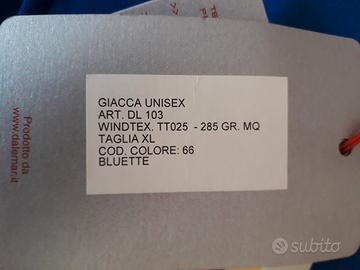 GIACCA UNISEX
ART. DL 103
WINDTEX. TT025 - 285 GR. MQ
TAGLIA XL
COD. COLORE: 66
BLUETTE
Prodotto da
www.dalemar.it
subito